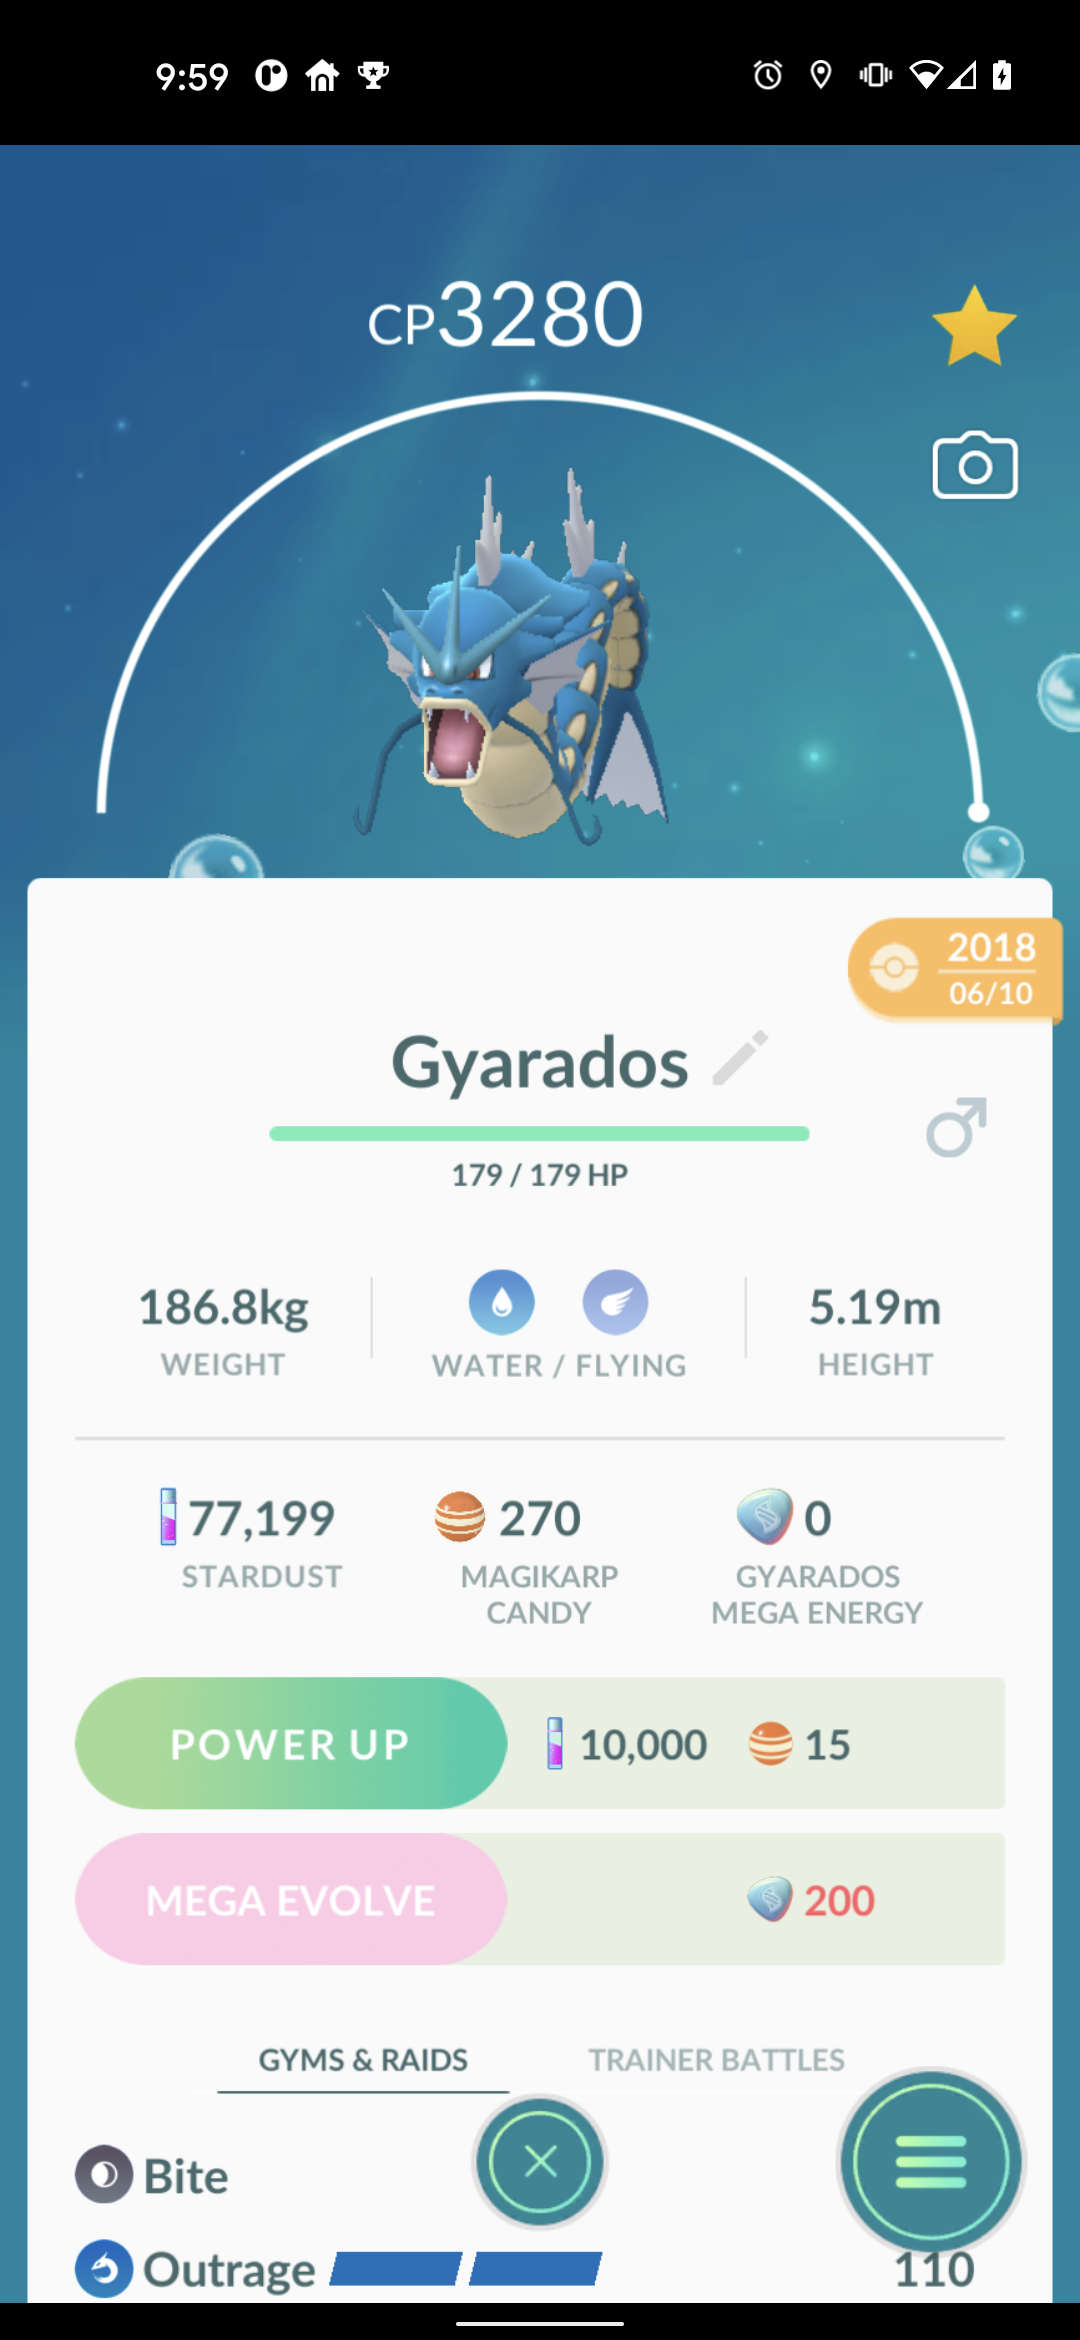 9:59
CP3280
2018
06/10
Gyarados
179 / 179 HP
186.8kg
WEIGHT
WATER / FLYING
5.19m
HEIGHT
77,199
STARDUST
270
MAGIKARP
CANDY
0
GYARADOS
MEGA ENERGY
POWER UP
10,000
15
MEGA EVOLVE
200
GYMS & RAIDS
TRAINER BATTLES
Bite
Outrage
110